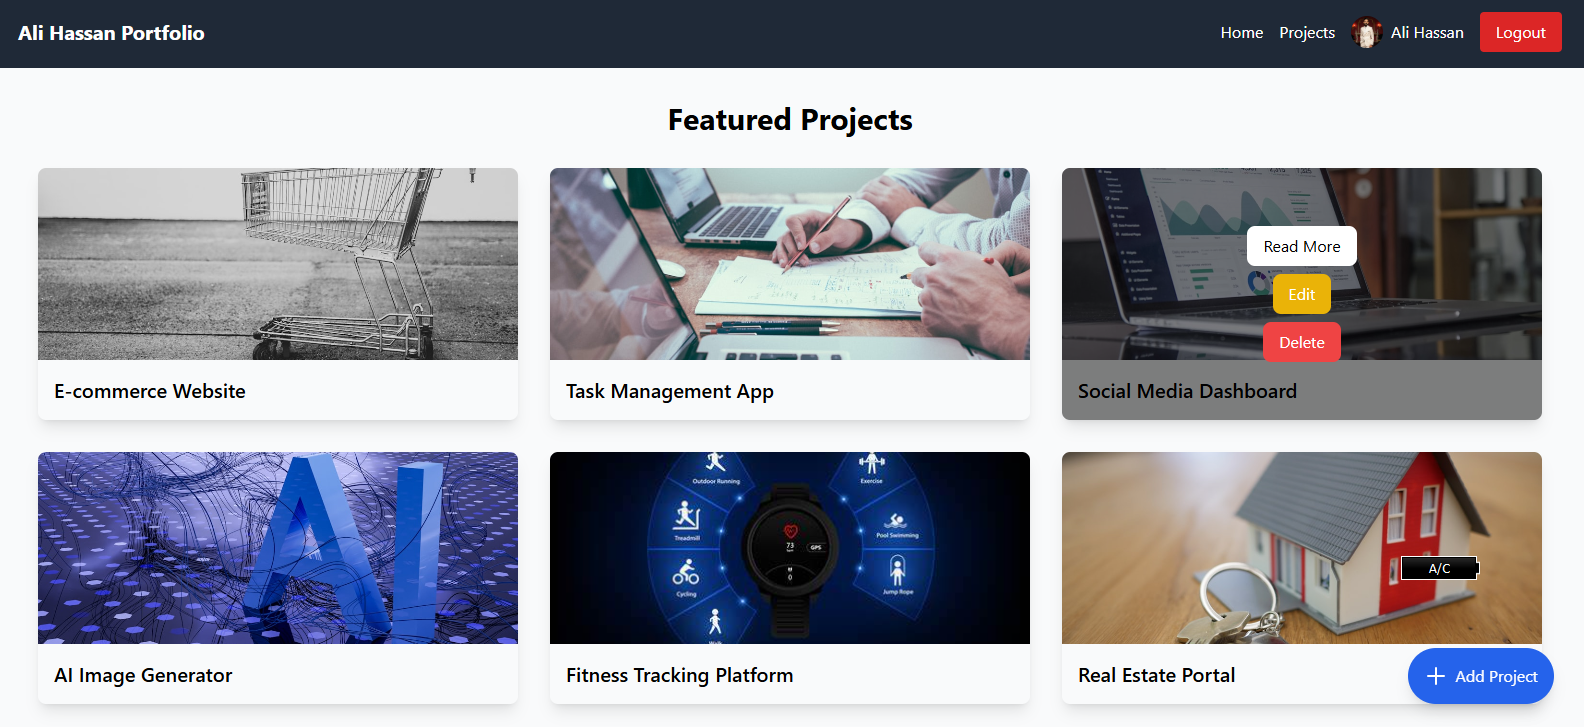 Ali Hassan Portfolio
Home Projects Ali Hassan Logout
Featured Projects
Read More
Edit
Delete
E-commerce Website
Task Management App
Social Media Dashboard
AI
Outdoor Running
Exercise
Treadmill
Pool Swimming
73
GPS
0
Cycling
Jump Rope
A/C
AI Image Generator
Fitness Tracking Platform
Real Estate Portal
Add Project